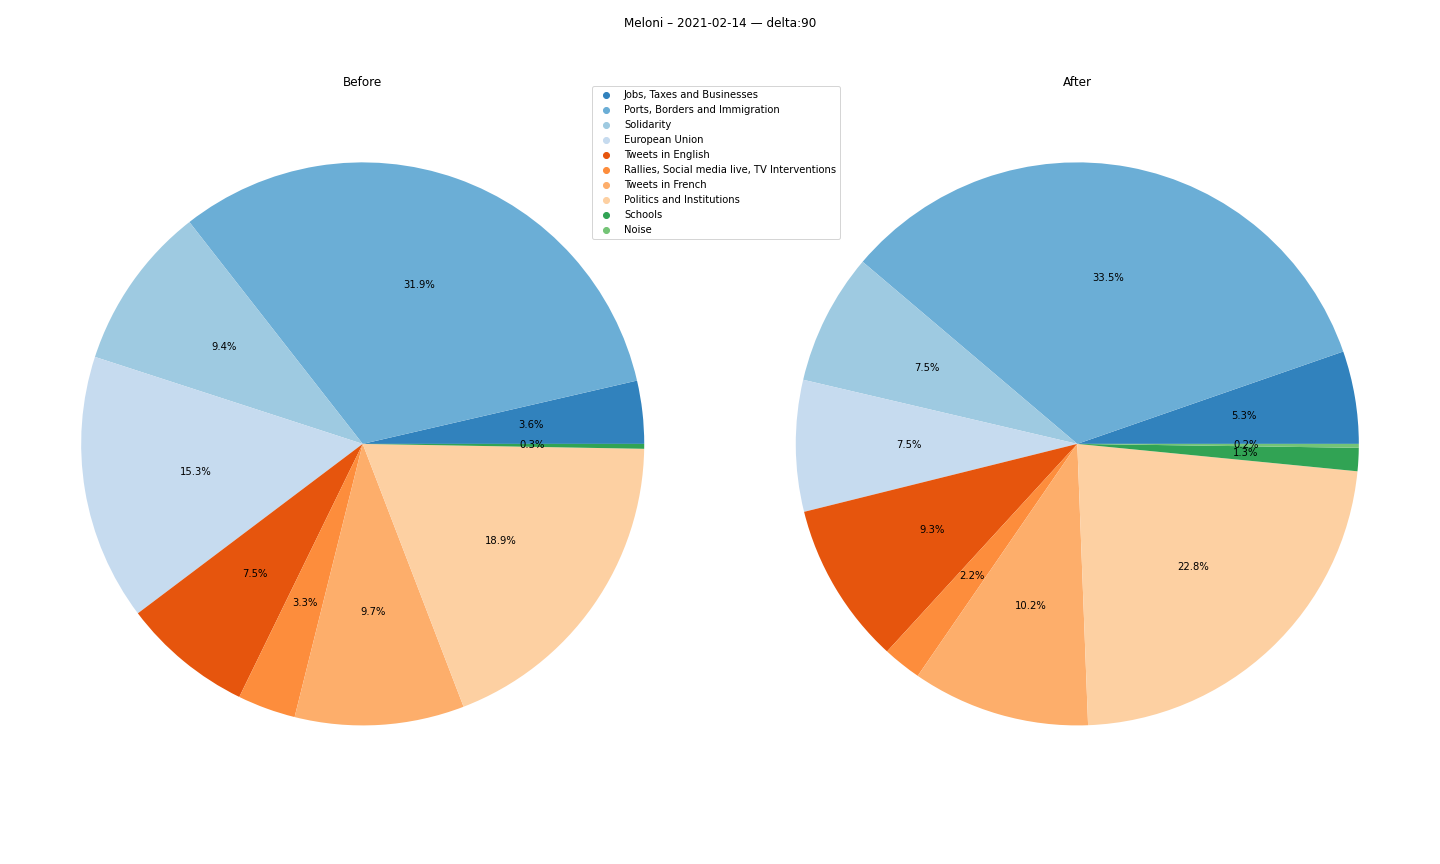 Meloni – 2021-02-14 — delta:90
Before
After
Jobs, Taxes and Businesses
Ports, Borders and Immigration
Solidarity
European Union
Tweets in English
Rallies, Social media live, TV Interventions
Tweets in French
Politics and Institutions
Schools
Noise
31.9%
9.4%
3.6%
0.3%
15.3%
18.9%
7.5%
3.3%
9.7%
33.5%
7.5%
5.3%
0.2%
1.3%
7.5%
9.3%
22.8%
2.2%
10.2%